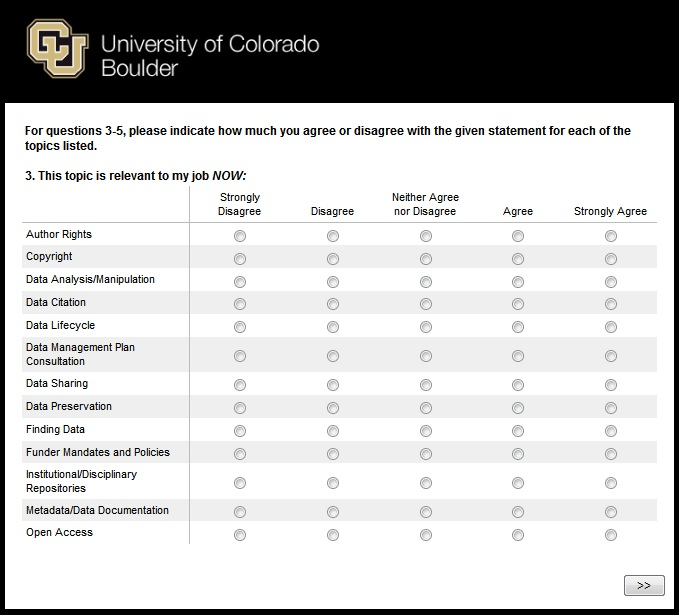 CU
University of Colorado
Boulder
For questions 3-5, please indicate how much you agree or disagree with the given statement for each of the
topics listed.
3. This topic is relevant to my job NOW:
Strongly
Disagree
Disagree
Neither Agree
nor Disagree
Agree
Strongly Agree
Author Rights
Copyright
Data Analysis/Manipulation
Data Citation
Data Lifecycle
Data Management Plan
Consultation
Data Sharing
Data Preservation
Finding Data
Funder Mandates and Policies
Institutional/Disciplinary
Repositories
Metadata/Data Documentation
Open Access
>>